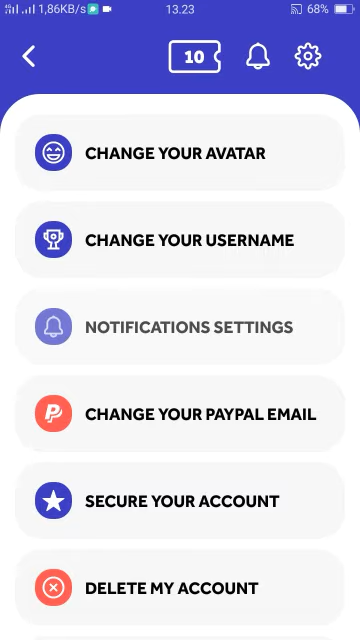 1,86KB/s 13.23 68%
10
CHANGE YOUR AVATAR
CHANGE YOUR USERNAME
NOTIFICATIONS SETTINGS
CHANGE YOUR PAYPAL EMAIL
SECURE YOUR ACCOUNT
DELETE MY ACCOUNT